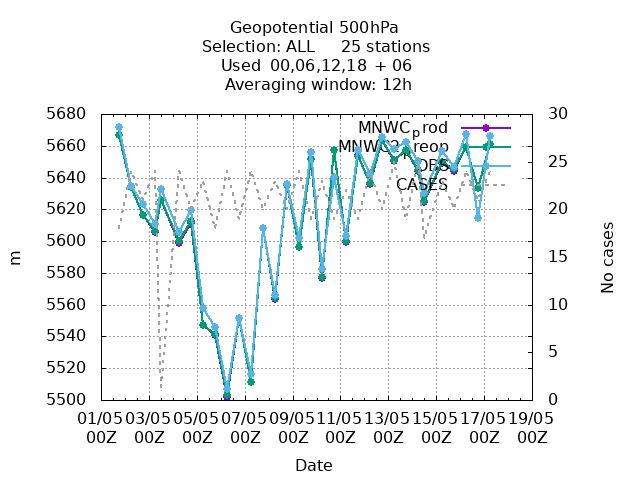 Geopotential 500hPa
Selection: ALL 25 stations
Used 00,06,12,18 + 06
Averaging window: 12h
5680
5660
5640
5620
5600
5580
5560
5540
5520
5500
m
30
25
20
15
10
5
0
No cases
MNWC_prod
OBS
CASES
01/05 03/05 05/05 07/05 09/05 11/05 13/05 15/05 17/05 19/05
00Z 00Z 00Z 00Z 00Z 00Z 00Z 00Z 00Z 00Z
Date